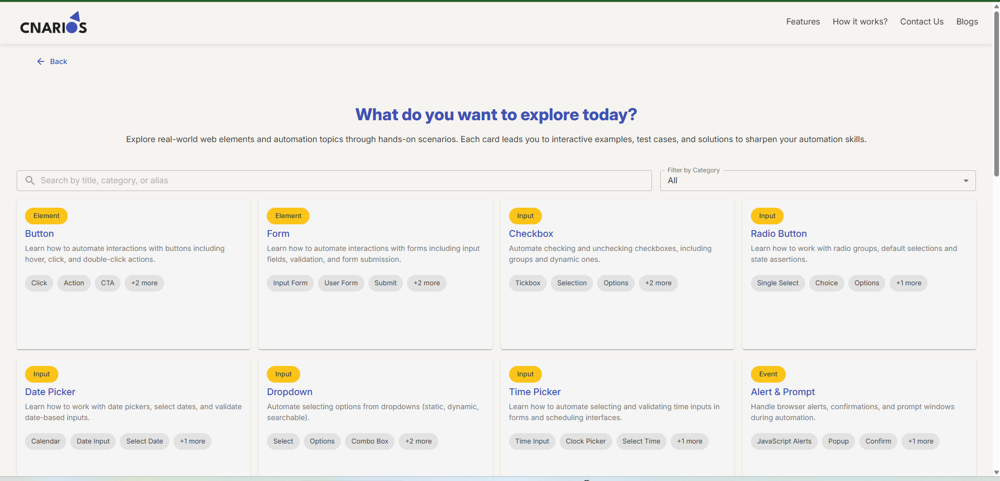 CNARIOS
Features
How it works?
Contact Us
Blogs
Back
What do you want to explore today?
Explore real-world web elements and automation topics through hands-on scenarios. Each card leads you to interactive examples, test cases, and solutions to sharpen your automation skills.
Search by title, category, or alias
Filter by Category
All
Element
Button
Learn how to automate interactions with buttons including
hover, click, and double-click actions.
Click
Action
CTA
+2 more
Element
Form
Learn how to automate interactions with forms including input
fields, validation, and form submission.
Input Form
User Form
Submit
+2 more
Input
Checkbox
Automate checking and unchecking checkboxes, including
groups and dynamic ones.
Tickbox
Selection
Options
+2 more
Input
Radio Button
Learn how to work with radio groups, default selections and
state assertions.
Single Select
Choice
Options
+1 more
Input
Date Picker
Learn how to work with date pickers, select dates, and validate
date-based inputs.
Calendar
Date Input
Select Date
+1 more
Input
Dropdown
Automate selecting options from dropdowns (static, dynamic,
searchable).
Select
Options
Combo Box
+2 more
Input
Time Picker
Learn how to automate selecting and validating time inputs in
forms and scheduling interfaces.
Time Input
Clock Picker
Select Time
+1 more
Event
Alert & Prompt
Handle browser alerts, confirmations, and prompt windows
during automation.
JavaScript Alerts
Popup
Confirm
+1 more